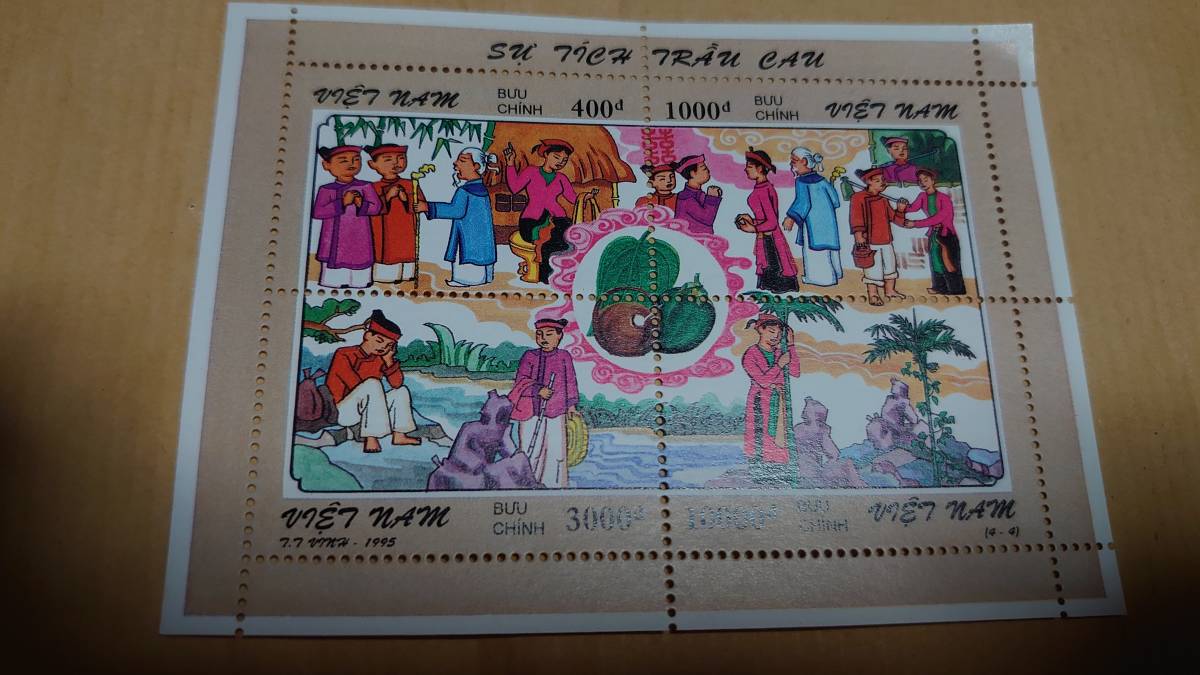 SỰ TÍCH TRẦU CAU
VIỆT NAM BƯU CHÍNH 400đ
1000đ BƯU CHÍNH VIỆT NAM
VIỆT NAM BƯU CHÍNH 3000đ
T.T VINH - 1995
10000đ BƯU CHÍNH VIỆT NAM
(4 - 4)